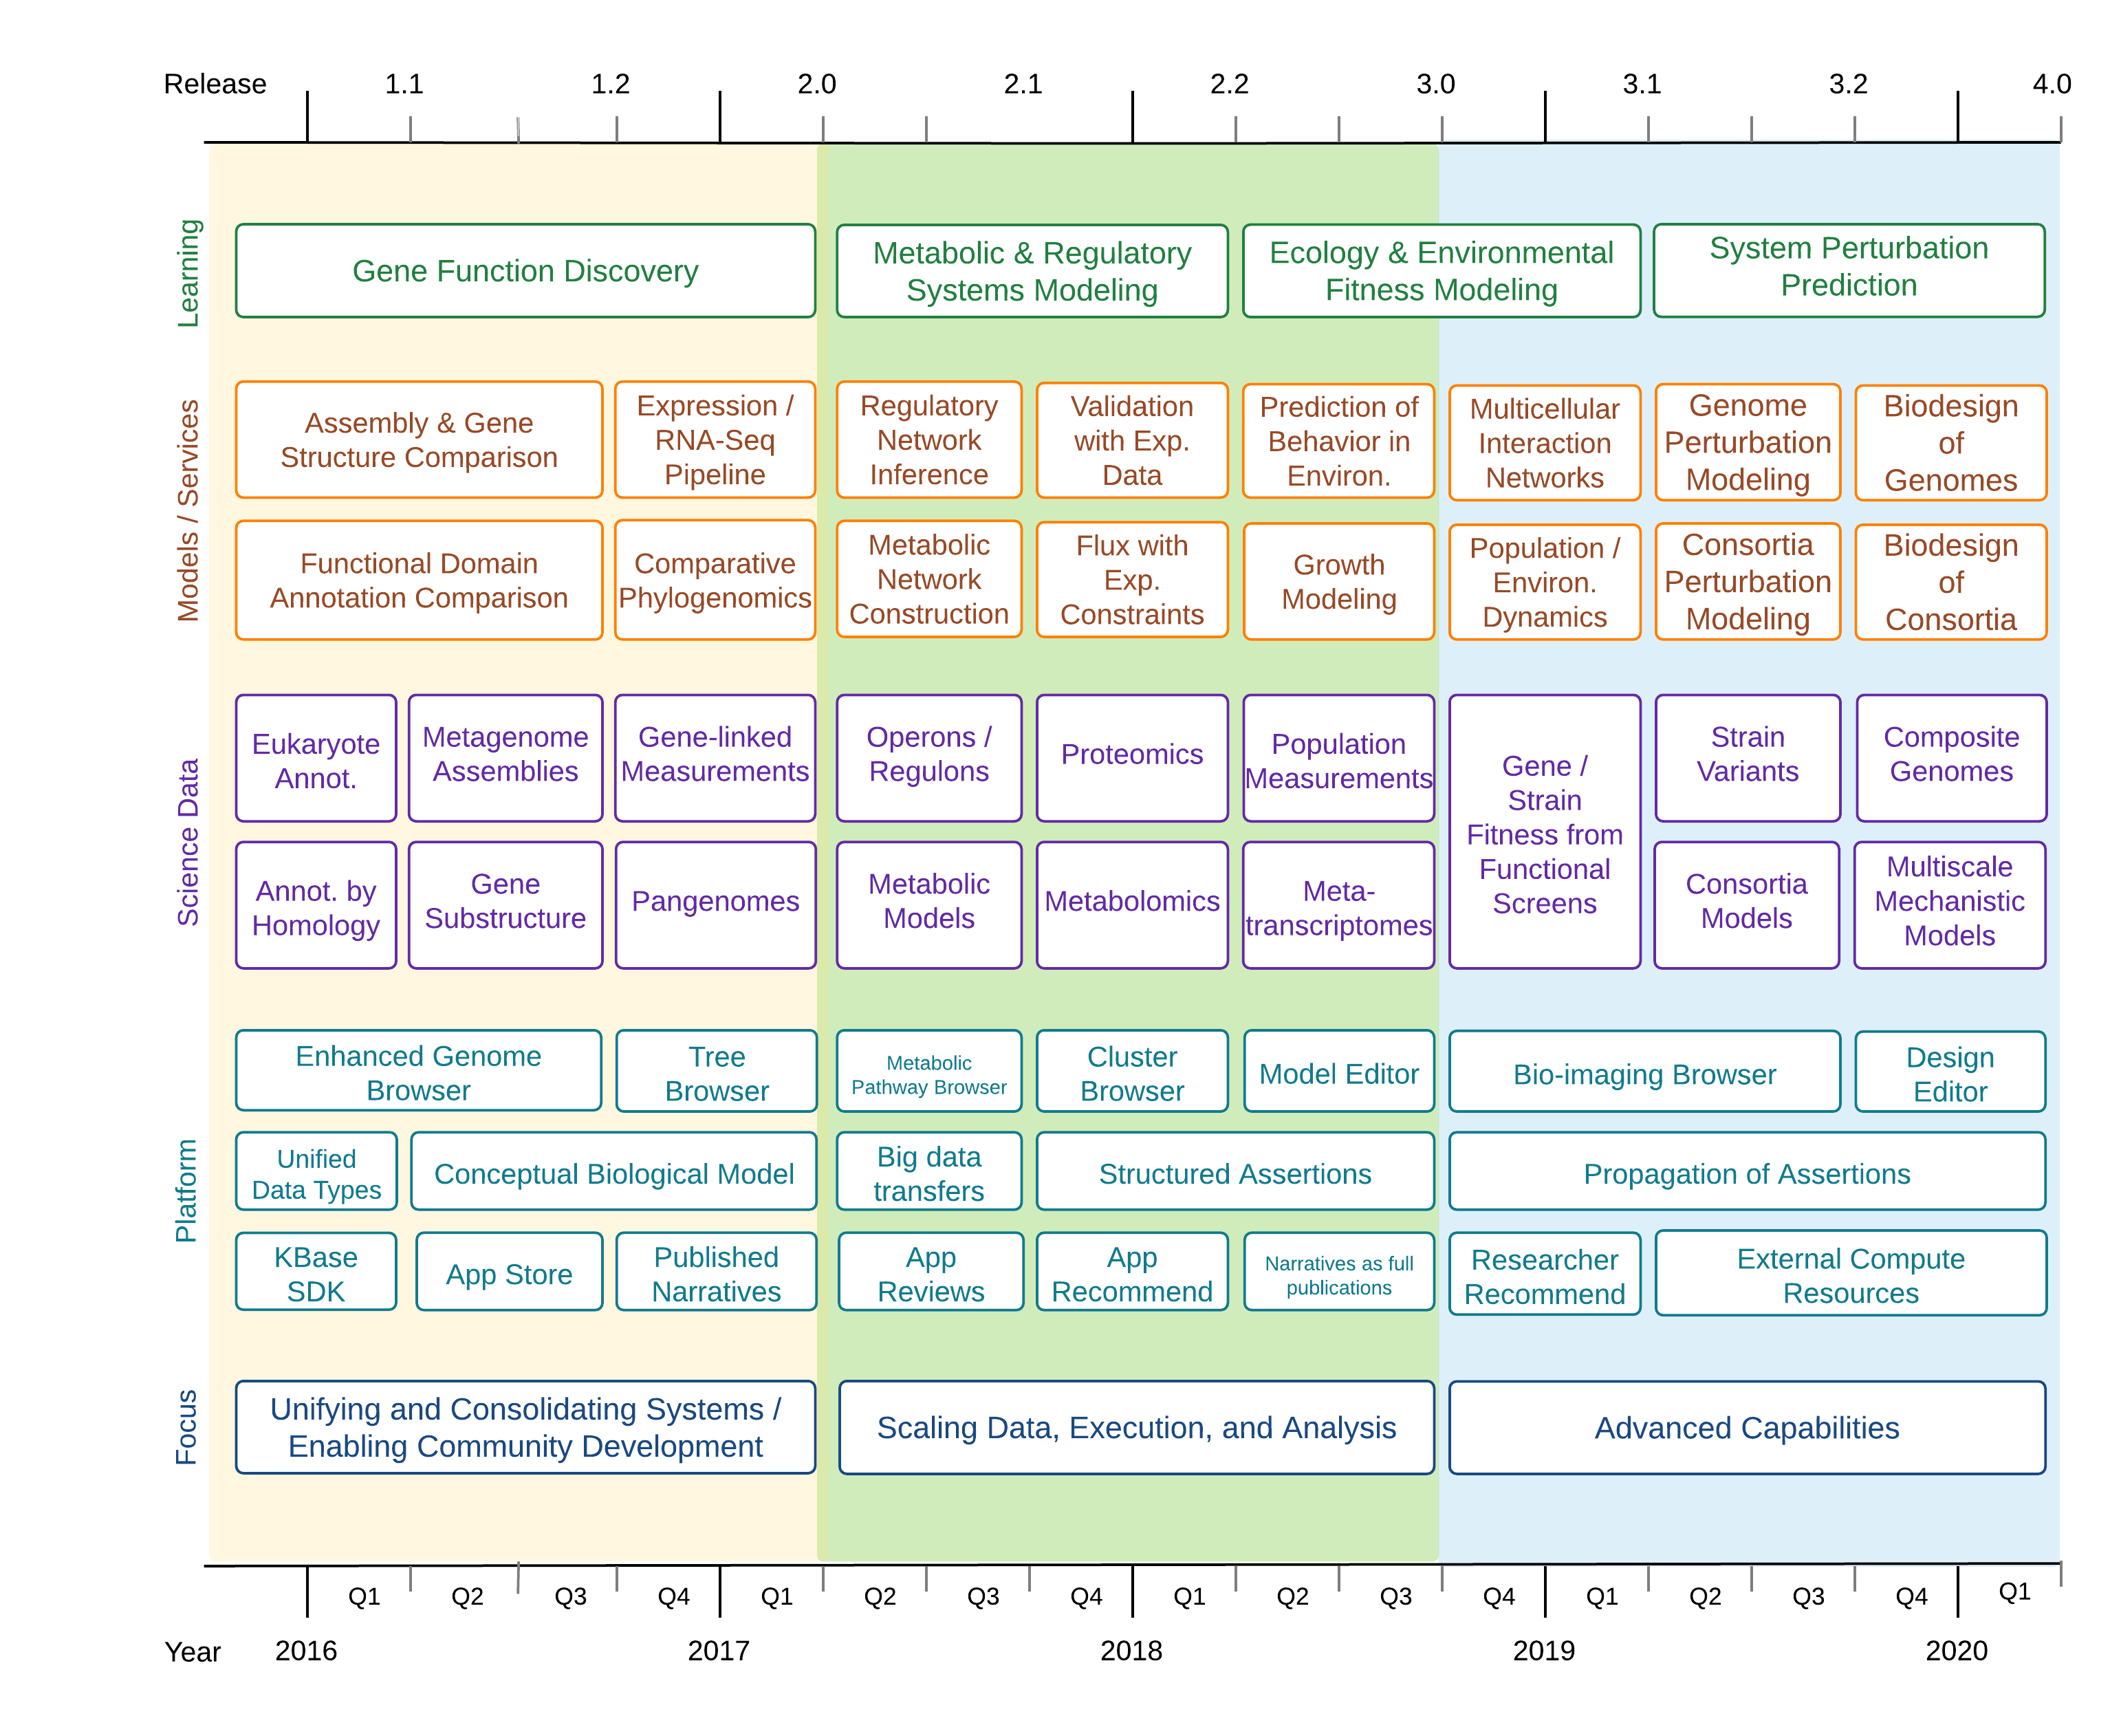 Release 1.1 1.2 2.0 2.1 2.2 3.0 3.1 3.2 4.0
Learning
Gene Function Discovery
Metabolic & Regulatory
Systems Modeling
Ecology & Environmental
Fitness Modeling
System Perturbation
Prediction
Models / Services
Assembly & Gene
Structure Comparison
Expression /
RNA-Seq
Pipeline
Regulatory
Network
Inference
Validation
with Exp.
Data
Prediction of
Behavior in
Environ.
Multicellular
Interaction
Networks
Genome
Perturbation
Modeling
Biodesign
of
Genomes
Functional Domain
Annotation Comparison
Comparative
Phylogenomics
Metabolic
Network
Construction
Flux with
Exp.
Constraints
Growth
Modeling
Population /
Environ.
Dynamics
Consortia
Perturbation
Modeling
Biodesign
of
Consortia
Science Data
Eukaryote
Annot.
Metagenome
Assemblies
Gene-linked
Measurements
Operons /
Regulons
Proteomics
Population
Measurements
Gene /
Strain
Fitness from
Functional
Screens
Strain
Variants
Composite
Genomes
Annot. by
Homology
Gene
Substructure
Pangenomes
Metabolic
Models
Metabolomics
Meta-
transcriptomes
Consortia
Models
Multiscale
Mechanistic
Models
Platform
Enhanced Genome
Browser
Tree
Browser
Metabolic
Pathway Browser
Cluster
Browser
Model Editor
Bio-imaging Browser
Design
Editor
Unified
Data Types
Conceptual Biological Model
Big data
transfers
Structured Assertions
Propagation of Assertions
KBase
SDK
App Store
Published
Narratives
App
Reviews
App
Recommend
Narratives as full
publications
Researcher
Recommend
External Compute
Resources
Focus
Unifying and Consolidating Systems /
Enabling Community Development
Scaling Data, Execution, and Analysis
Advanced Capabilities
Q1 Q2 Q3 Q4 Q1 Q2 Q3 Q4 Q1 Q2 Q3 Q4 Q1 Q2 Q3 Q4 Q1
Year 2016 2017 2018 2019 2020